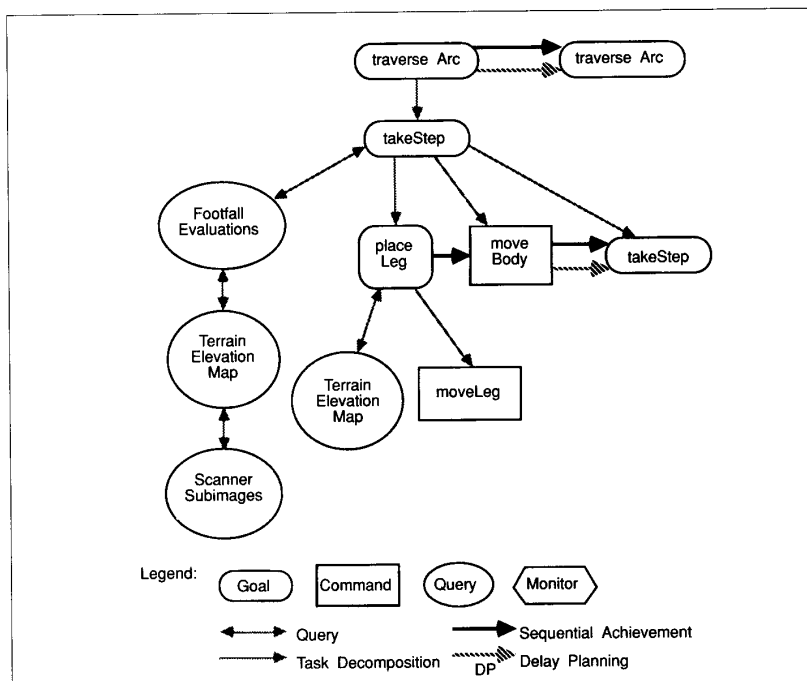 traverse Arc
traverse Arc
takeStep
Footfall
Evaluations
place
Leg
move
Body
takeStep
Terrain
Elevation
Map
Terrain
Elevation
Map
moveLeg
Scanner
Subimages
Legend:
Goal
Command
Query
Monitor
Query
Sequential Achievement
Task Decomposition
DP
Delay Planning